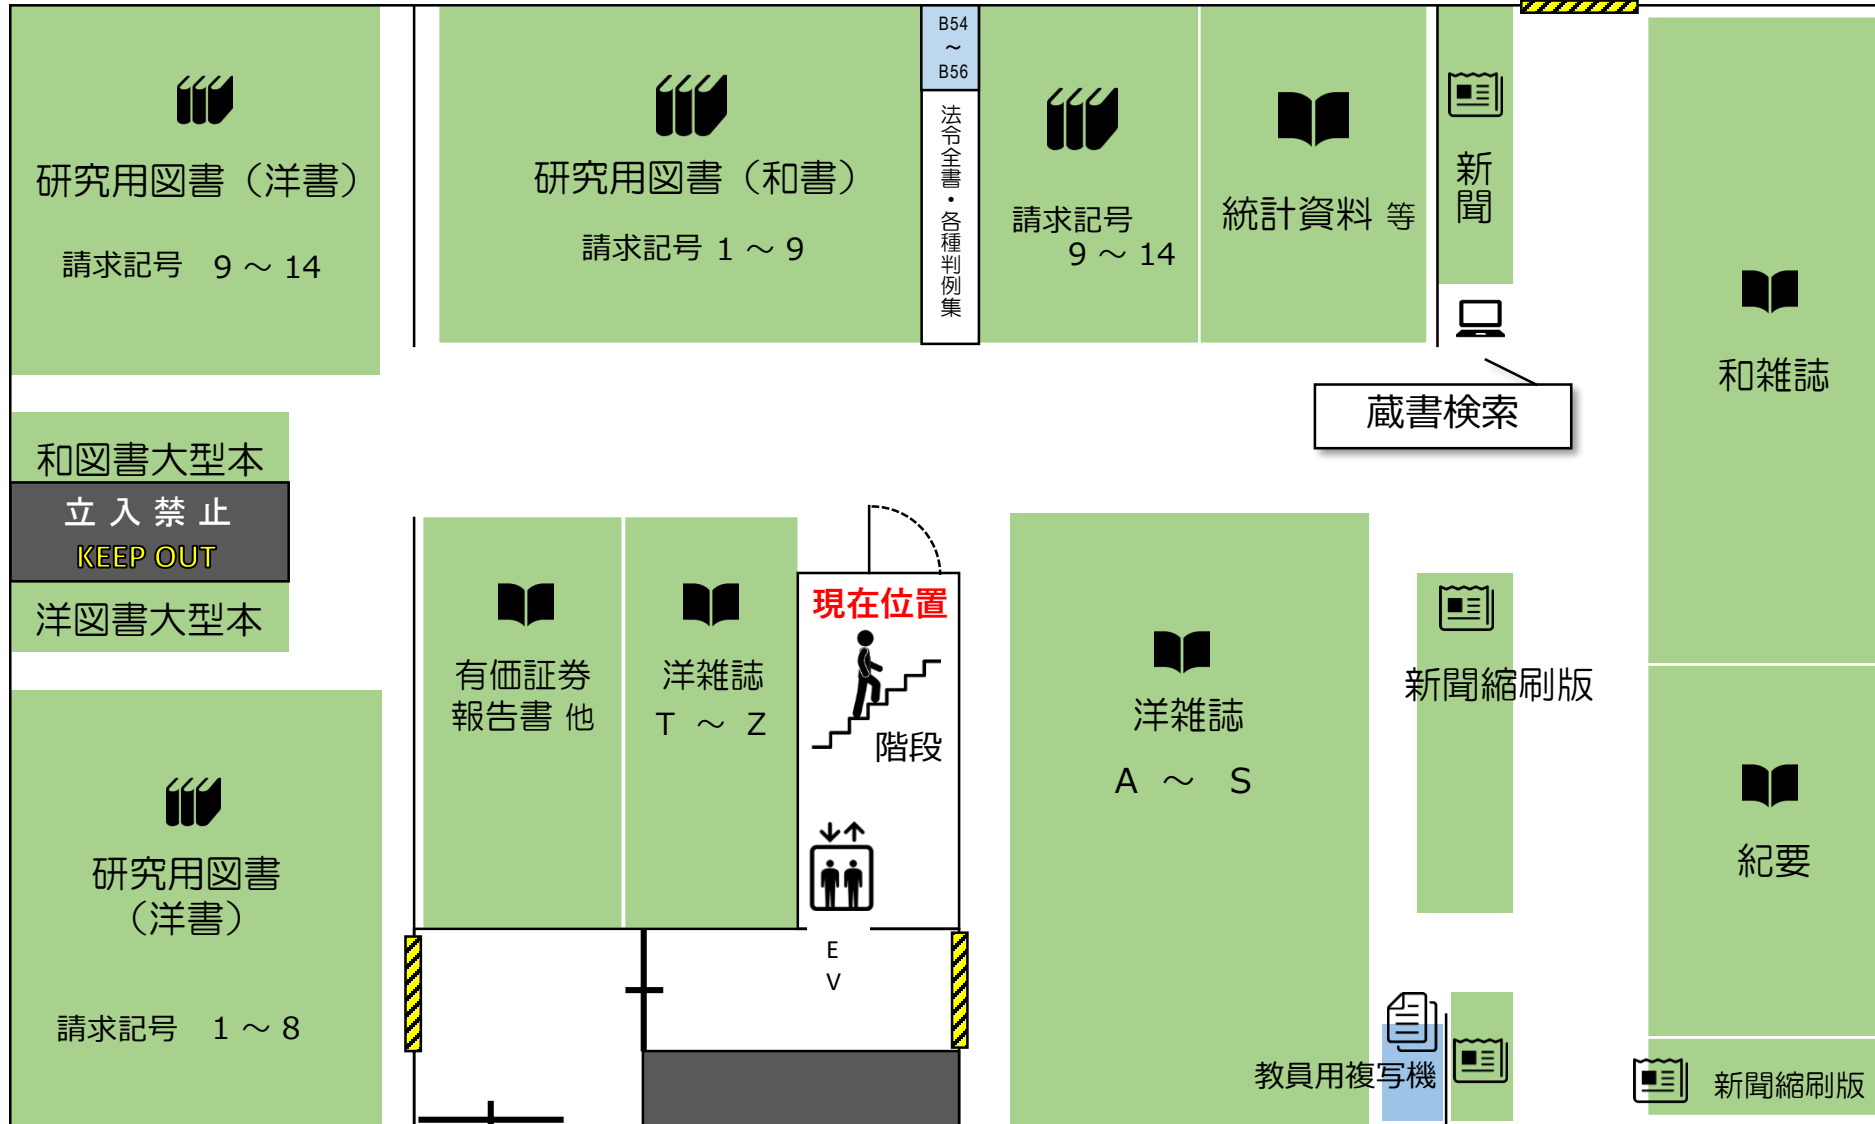 研究用図書（洋書）
請求記号　9 ～ 14
研究用図書（和書）
請求記号 1 ～ 9
B54
～
B56
法令全書・各種判例集
請求記号
9 ～ 14
統計資料 等
新聞
蔵書検索
和雑誌
和図書大型本
立入禁止
KEEP OUT
洋図書大型本
有価証券
報告書 他
洋雑誌
T ～ Z
現在位置
階段
E
V
洋雑誌
A ～ S
新聞縮刷版
研究用図書
（洋書）
請求記号　1 ～ 8
紀要
教員用複写機
新聞縮刷版